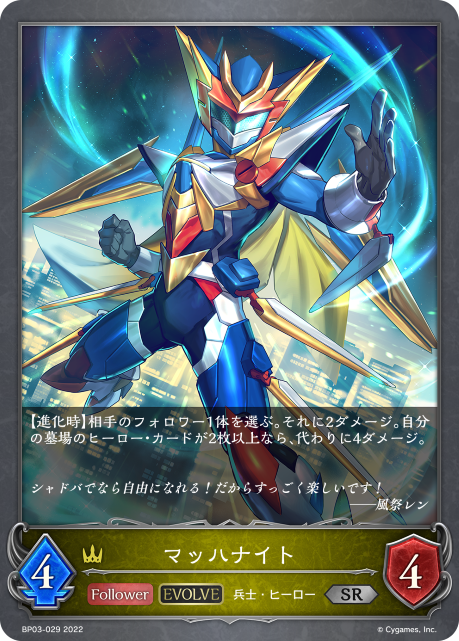 【進化時】相手のフォロワー1体を選ぶ。それに2ダメージ。自分
の墓場のヒーロー・カードが2枚以上なら、代わりに4ダメージ。
シャドバでなら自由になれる！だからすっごく楽しいです！
――風祭レン
マッハナイト
4
Follower EVOLVE 兵士・ヒーロー SR
4
BP03-029 2022
© Cygames, Inc.